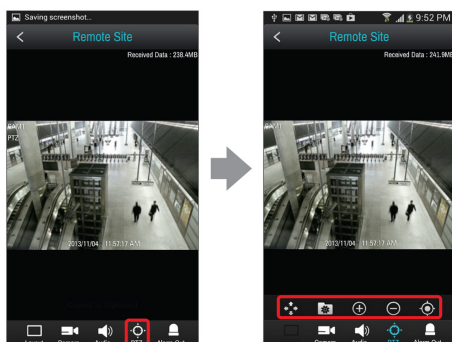 Saving screenshot...
Remote Site
Received Data : 238.4MB
CAM1
PTZ
2013/11/04 11:57:17 AM
Layout Camera Audio PTZ Alarm Out
9:52 PM
Remote Site
Received Data : 241.9MB
CAM1
2013/11/04 11:57:17 AM
Camera Audio PTZ Alarm Out